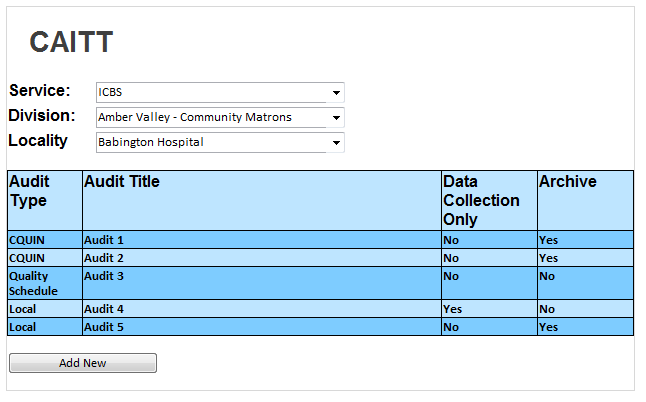 CAITT
Service: ICBS
Division: Amber Valley - Community Matrons
Locality Babington Hospital
Audit Type Audit Title Data Collection Only Archive
CQUIN Audit 1 No Yes
CQUIN Audit 2 No Yes
Quality Schedule Audit 3 No No
Local Audit 4 Yes No
Local Audit 5 No Yes
Add New